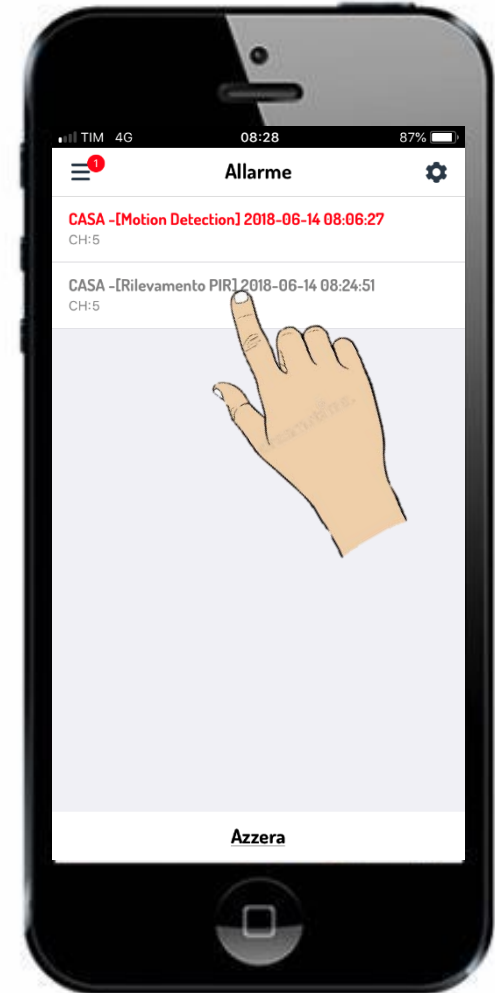 TIM 4G 08:28 87%
1
Allarme
CASA -[Motion Detection] 2018-06-14 08:06:27
CH:5
CASA -[Rilevamento PIR] 2018-06-14 08:24:51
CH:5
Azzera